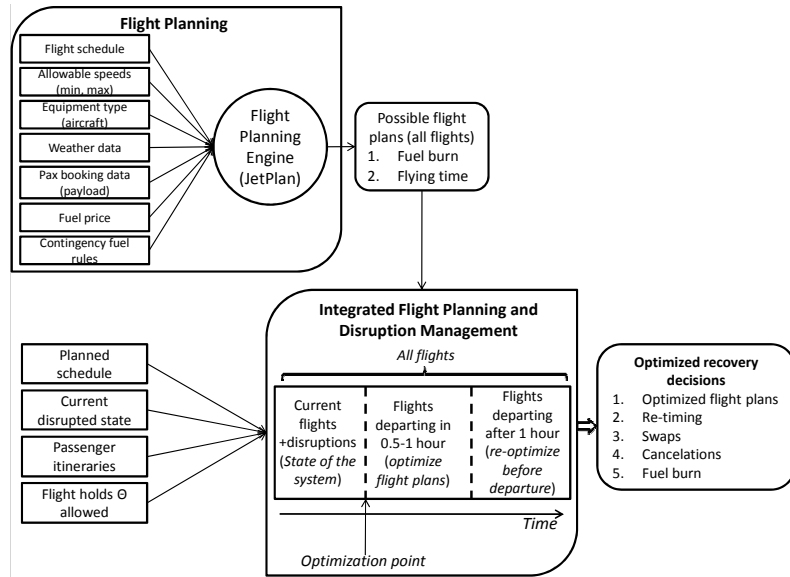 Flight Planning
Flight schedule
Allowable speeds
(min, max)
Equipment type
(aircraft)
Weather data
Pax booking data
(payload)
Fuel price
Contingency fuel
rules
Flight
Planning
Engine
(JetPlan)
Possible flight
plans (all flights)
1. Fuel burn
2. Flying time
Integrated Flight Planning and
Disruption Management
All flights
Planned
schedule
Current
disrupted state
Passenger
itineraries
Flight holds Θ
allowed
Current
flights
+disruptions
(State of the
system)
Flights
departing in
0.5-1 hour
(optimize
flight plans)
Flights
departing
after 1 hour
(re-optimize
before
departure)
Time
Optimization point
Optimized recovery
decisions
1. Optimized flight plans
2. Re-timing
3. Swaps
4. Cancelations
5. Fuel burn